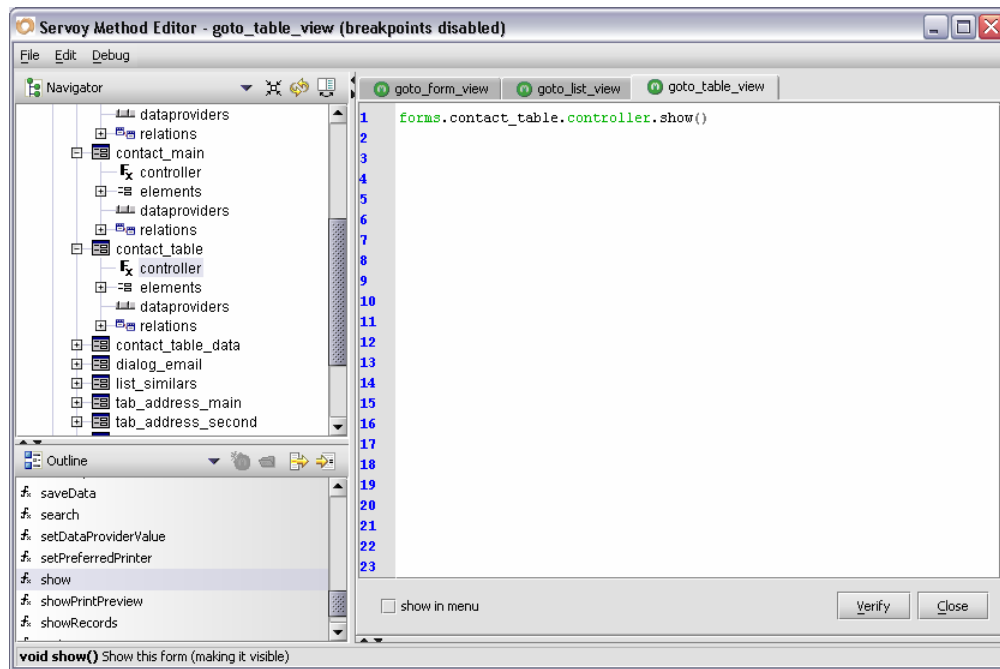 Servoy Method Editor - goto_table_view (breakpoints disabled)
File Edit Debug
Navigator
dataproviders
relations
contact_main
controller
elements
dataproviders
relations
contact_table
controller
elements
dataproviders
relations
contact_table_data
dialog_email
list_similars
tab_address_main
tab_address_second
Outline
saveData
search
setDataProviderValue
setPreferredPrinter
show
showPrintPreview
showRecords
goto_form_view goto_list_view goto_table_view
1 forms.contact_table.controller.show()
2
3
4
5
6
7
8
9
10
11
12
13
14
15
16
17
18
19
20
21
22
23
show in menu Verify Close
void show() Show this form (making it visible)